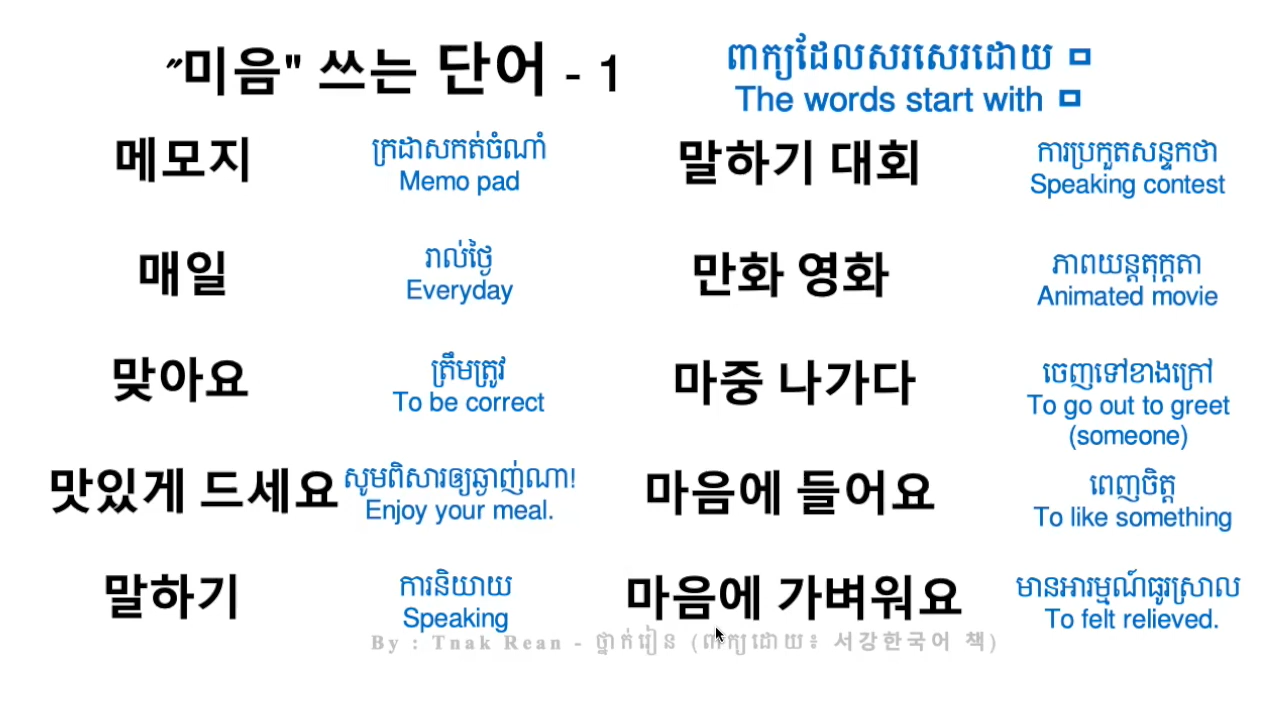 ˝미음" 쓰는 단어 - 1
ពាក្យដែលសរសេរដោយ ㅁ
The words start with ㅁ
메모지
ក្រដាសកត់ចំណាំ
Memo pad
매일
រាល់ថ្ងៃ
Everyday
맞아요
ត្រឹមត្រូវ
To be correct
맛있게 드세요
សូមពិសារឲ្យឆ្ងាញ់ណា!
Enjoy your meal.
말하기
ការនិយាយ
Speaking
말하기 대회
ការប្រកួតសន្ទកថា
Speaking contest
만화 영화
ភាពយន្តតុក្កតា
Animated movie
마중 나가다
ចេញទៅខាងក្រៅ
To go out to greet
(someone)
마음에 들어요
ពេញចិត្ត
To like something
마음에 가벼워요
មានអារម្មណ៍ធូរស្រាល
To felt relieved.
By : Tnak Rean - ថ្នាក់រៀន (ពាក្យដោយ៖ 서강한국어 책)